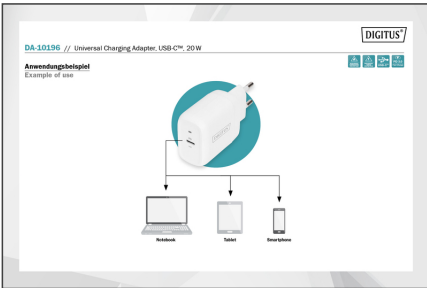 DIGITUS®
DA-10196 // Universal Charging Adapter, USB-C™, 20 W
Anwendungsbeispiel
Example of use
DIGITUS®
Notebook
Tablet
Smartphone